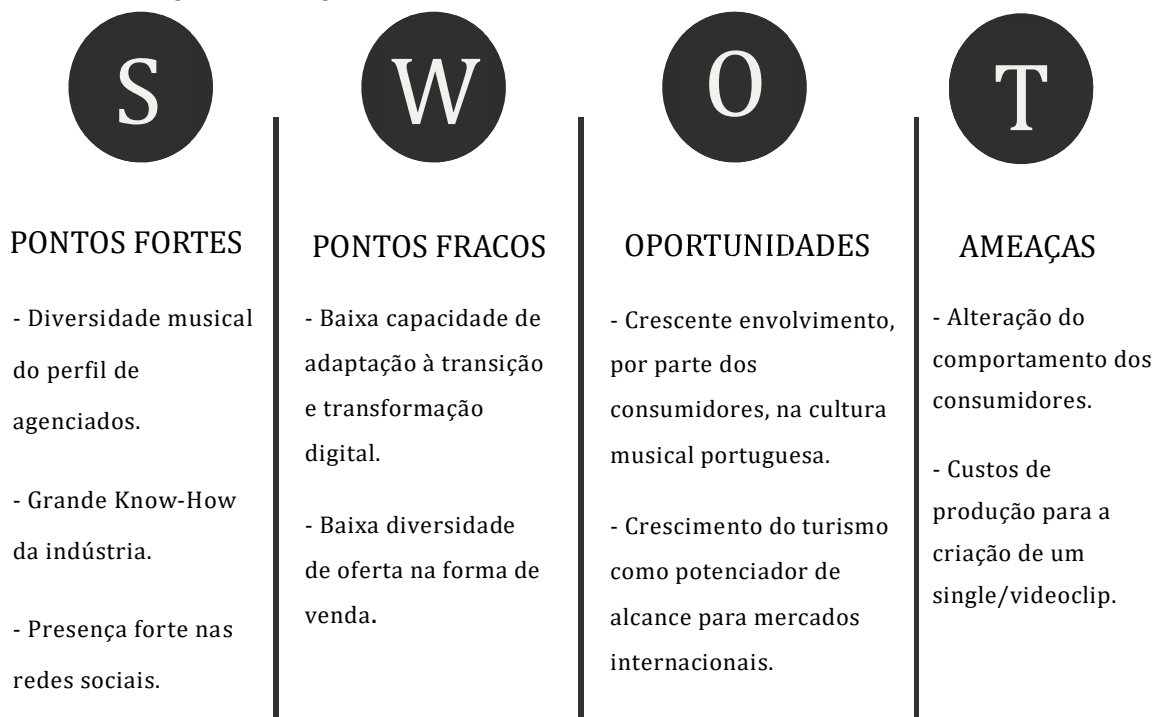 S
PONTOS FORTES
- Diversidade musical
do perfil de
agenciados.
- Grande Know-How
da indústria.
- Presença forte nas
redes sociais.
W
PONTOS FRACOS
- Baixa capacidade de
adaptação à transição
e transformação
digital.
- Baixa diversidade
de oferta na forma de
venda.
O
OPORTUNIDADES
- Crescente envolvimento,
por parte dos
consumidores, na cultura
musical portuguesa.
- Crescimento do turismo
como potenciador de
alcance para mercados
internacionais.
T
AMEAÇAS
- Alteração do
comportamento dos
consumidores.
- Custos de
produção para a
criação de um
single/videoclip.